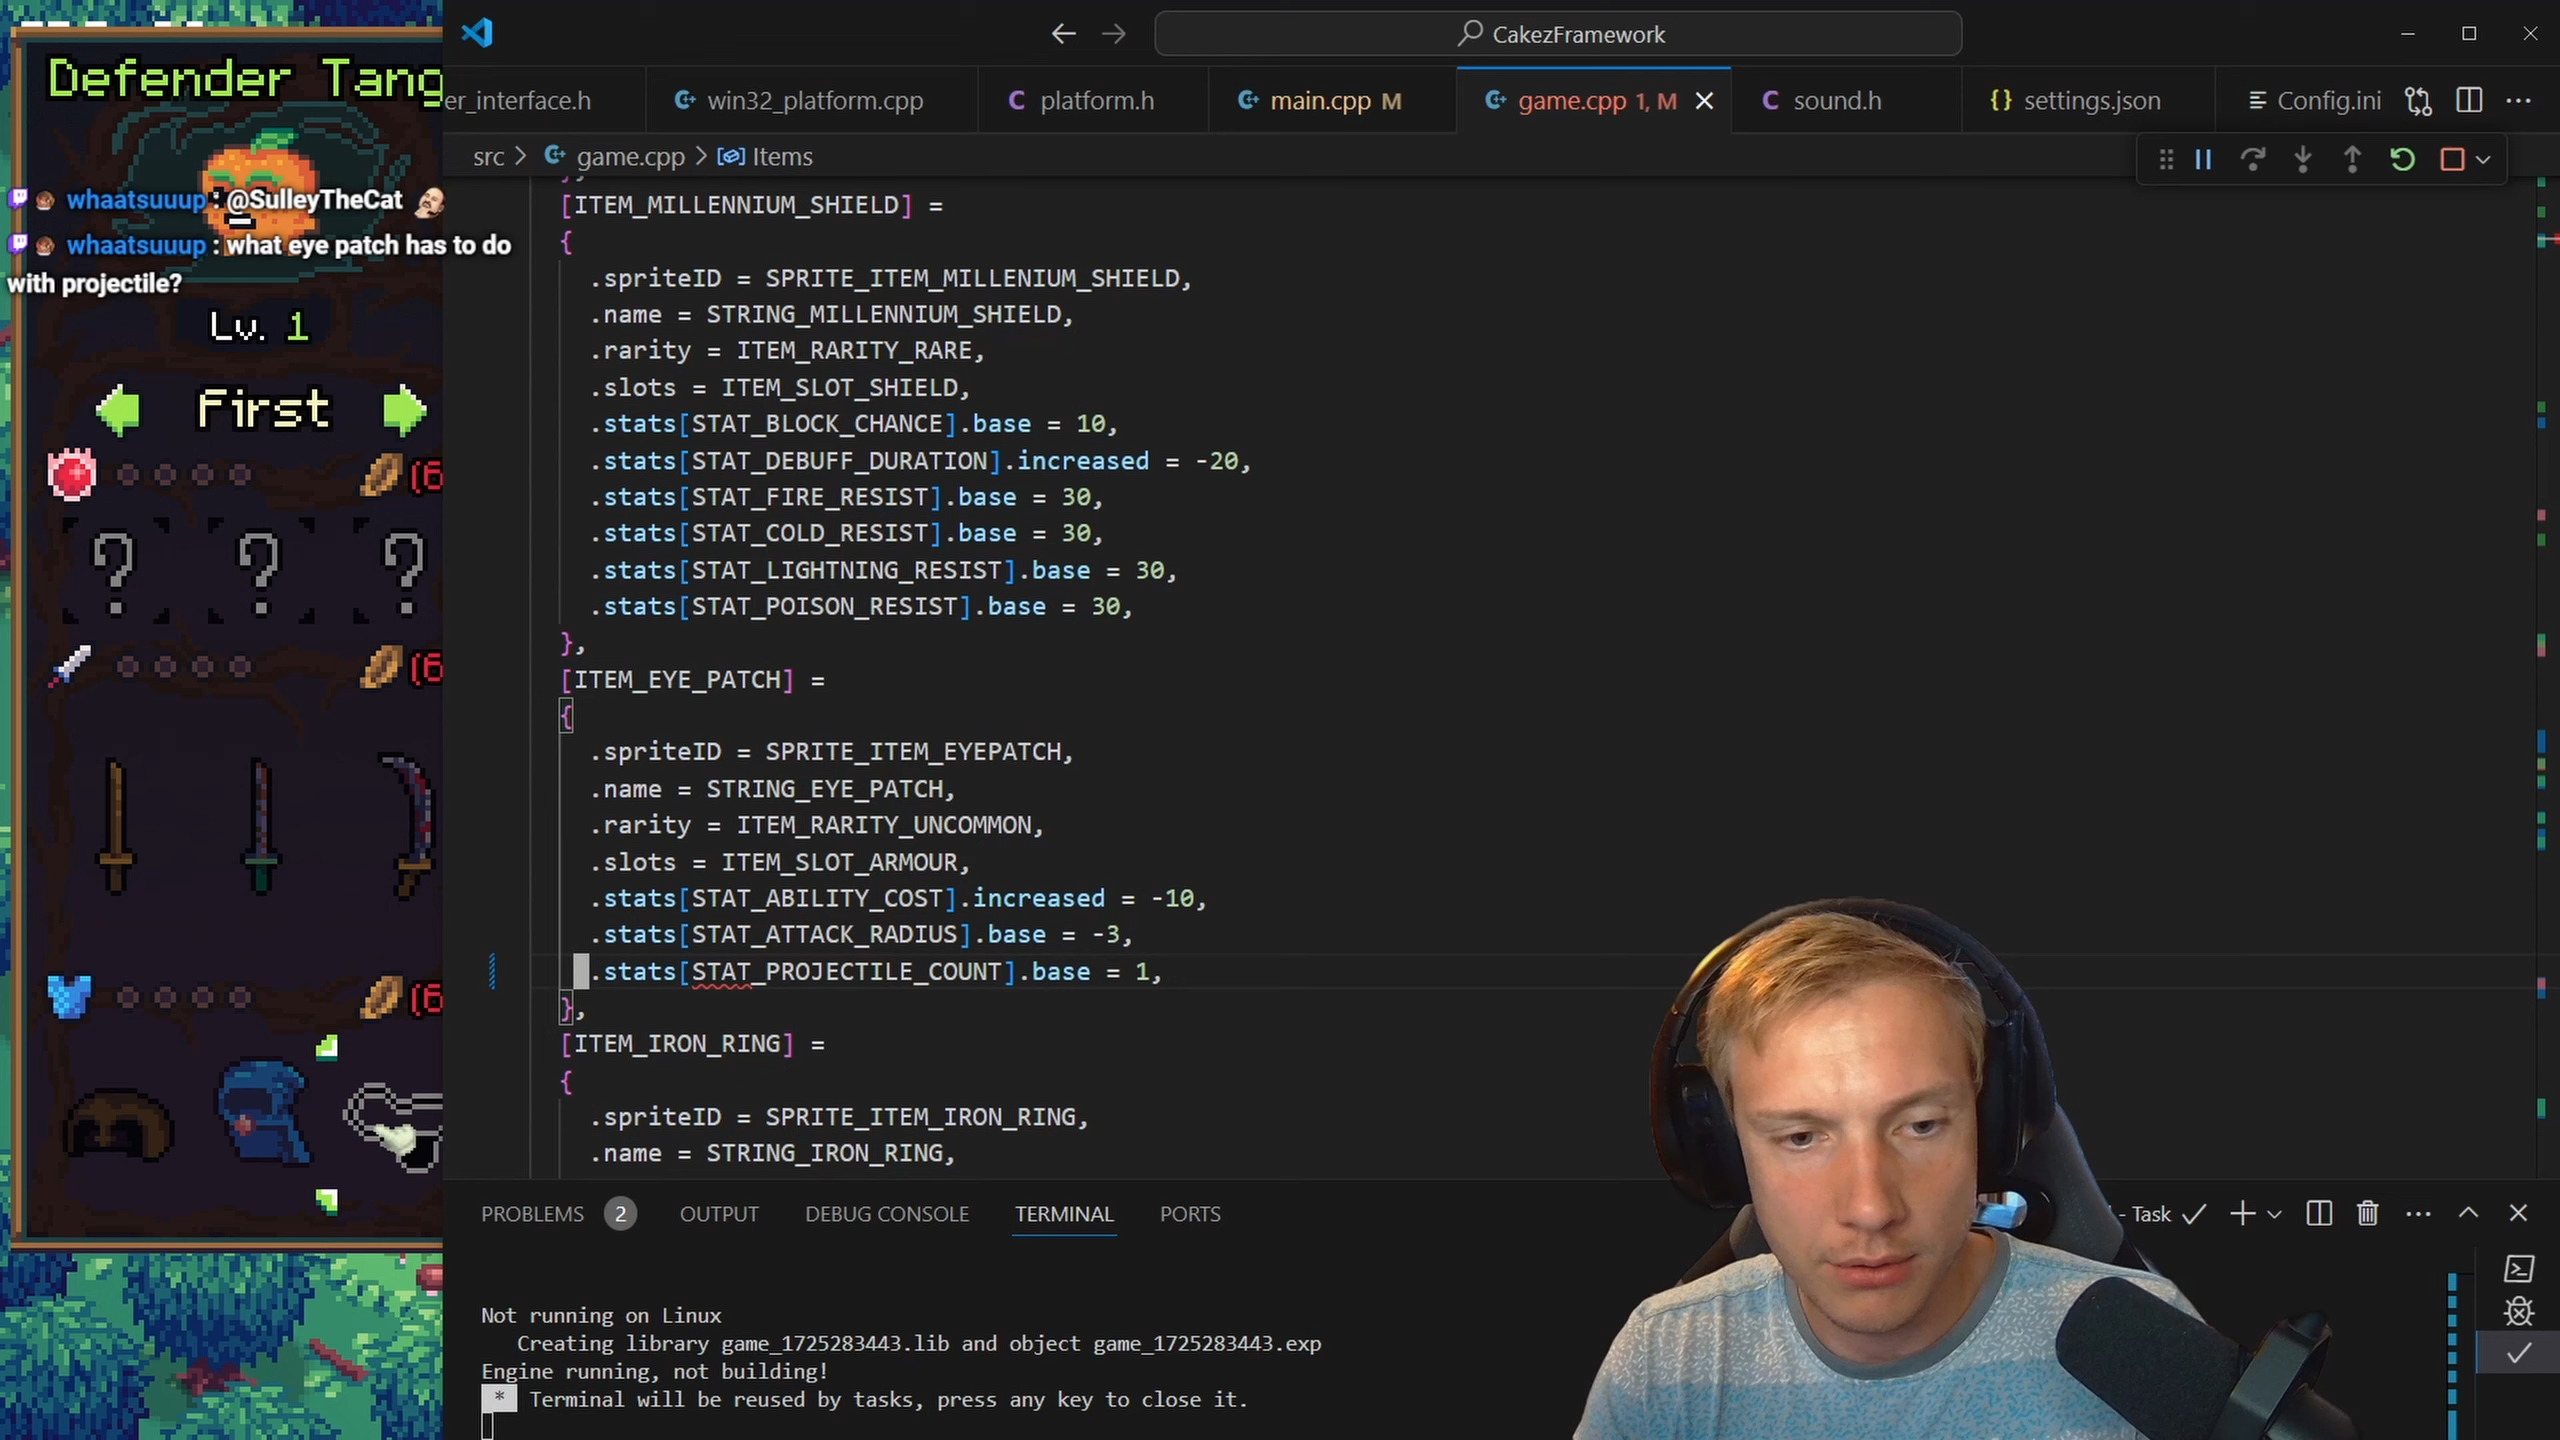 Defender Tang
whaatsuuup : @SulleyTheCat
whaatsuuup : what eye patch has to do
with projectile?
Lv. 1
First
(6
?
?
?
(6
(6
CakezFramework
er_interface.h
win32_platform.cpp
platform.h
main.cpp M
game.cpp 1, M
sound.h
settings.json
Config.ini
src > game.cpp > Items
},
[ITEM_MILLENNIUM_SHIELD] =
{
.spriteID = SPRITE_ITEM_MILLENIUM_SHIELD,
.name = STRING_MILLENNIUM_SHIELD,
.rarity = ITEM_RARITY_RARE,
.slots = ITEM_SLOT_SHIELD,
.stats[STAT_BLOCK_CHANCE].base = 10,
.stats[STAT_DEBUFF_DURATION].increased = -20,
.stats[STAT_FIRE_RESIST].base = 30,
.stats[STAT_COLD_RESIST].base = 30,
.stats[STAT_LIGHTNING_RESIST].base = 30,
.stats[STAT_POISON_RESIST].base = 30,
},
[ITEM_EYE_PATCH] =
{
.spriteID = SPRITE_ITEM_EYEPATCH,
.name = STRING_EYE_PATCH,
.rarity = ITEM_RARITY_UNCOMMON,
.slots = ITEM_SLOT_ARMOUR,
.stats[STAT_ABILITY_COST].increased = -10,
.stats[STAT_ATTACK_RADIUS].base = -3,
.stats[STAT_PROJECTILE_COUNT].base = 1,
},
[ITEM_IRON_RING] =
{
.spriteID = SPRITE_ITEM_IRON_RING,
.name = STRING_IRON_RING,
PROBLEMS 2 OUTPUT DEBUG CONSOLE TERMINAL PORTS
- Task
Not running on Linux
Creating library game_1725283443.lib and object game_1725283443.exp
Engine running, not building!
* Terminal will be reused by tasks, press any key to close it.